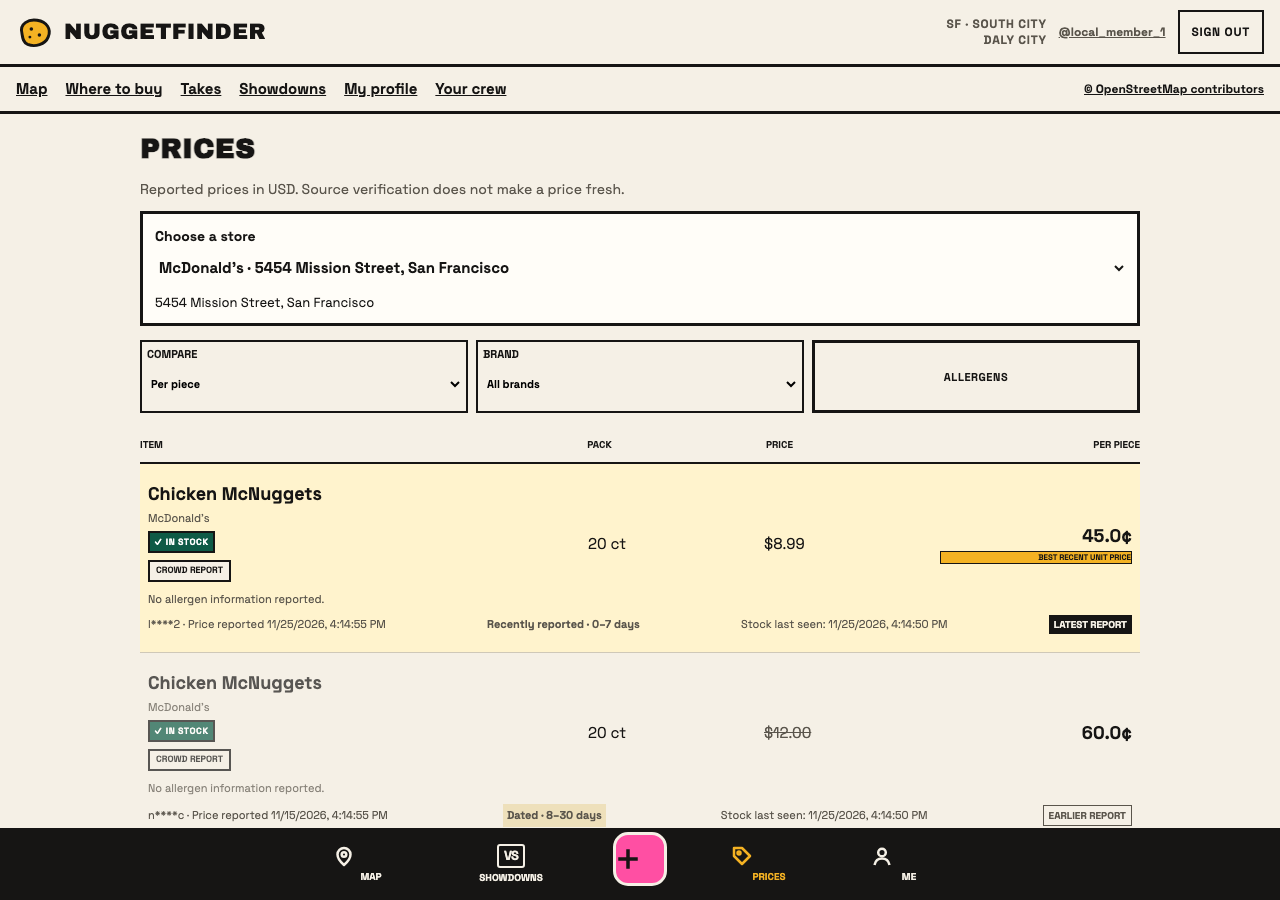 NUGGETFINDER
SF · SOUTH CITY
DALY CITY
@local_member_1
SIGN OUT
Map Where to buy Takes Showdowns My profile Your crew
© OpenStreetMap contributors
PRICES
Reported prices in USD. Source verification does not make a price fresh.
Choose a store
McDonald's · 5454 Mission Street, San Francisco
5454 Mission Street, San Francisco
COMPARE
Per piece
BRAND
All brands
ALLERGENS
ITEM PACK PRICE PER PIECE
Chicken McNuggets
McDonald's
✓ IN STOCK
CROWD REPORT
20 ct
$8.99
45.0¢
BEST RECENT UNIT PRICE
No allergen information reported.
l****2 · Price reported 11/25/2026, 4:14:55 PM
Recently reported · 0–7 days
Stock last seen: 11/25/2026, 4:14:50 PM
LATEST REPORT
Chicken McNuggets
McDonald's
✓ IN STOCK
CROWD REPORT
20 ct
$12.00
60.0¢
No allergen information reported.
n****c · Price reported 11/15/2026, 4:14:55 PM
Dated · 8–30 days
Stock last seen: 11/25/2026, 4:14:50 PM
EARLIER REPORT
MAP
VS
SHOWDOWNS
+
PRICES
ME